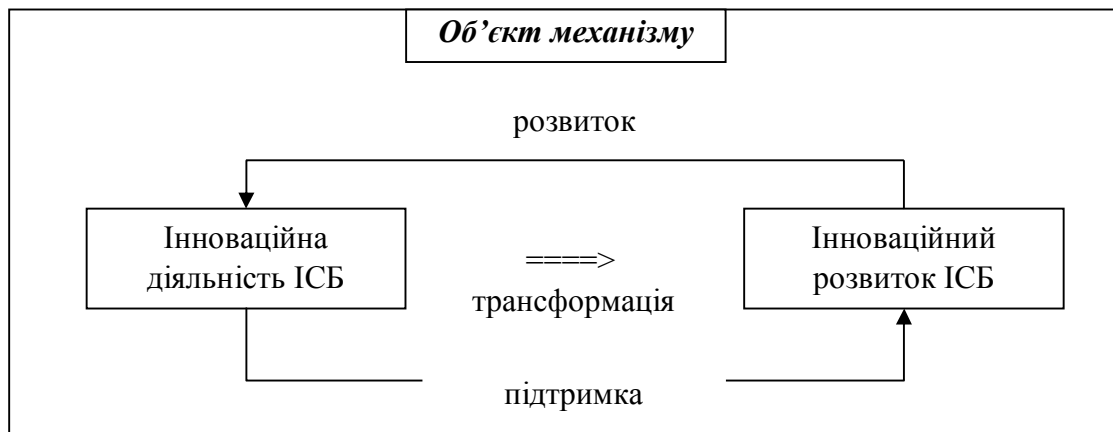 Об’єкт механізму
розвиток
Інноваційна
діяльність ІСБ
====>
трансформація
Інноваційний
розвиток ІСБ
підтримка